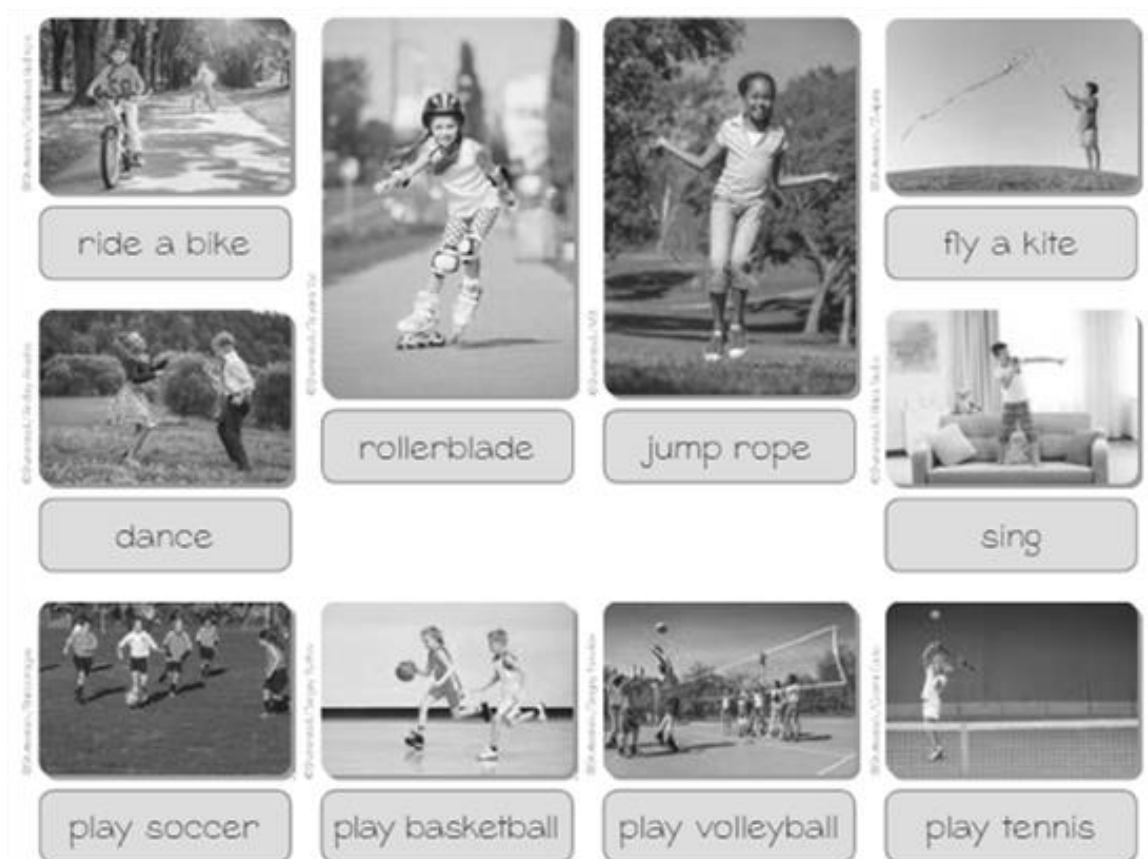 ride a bike
rollerblade
jump rope
fly a kite
dance
sing
play soccer
play basketball
play volleyball
play tennis